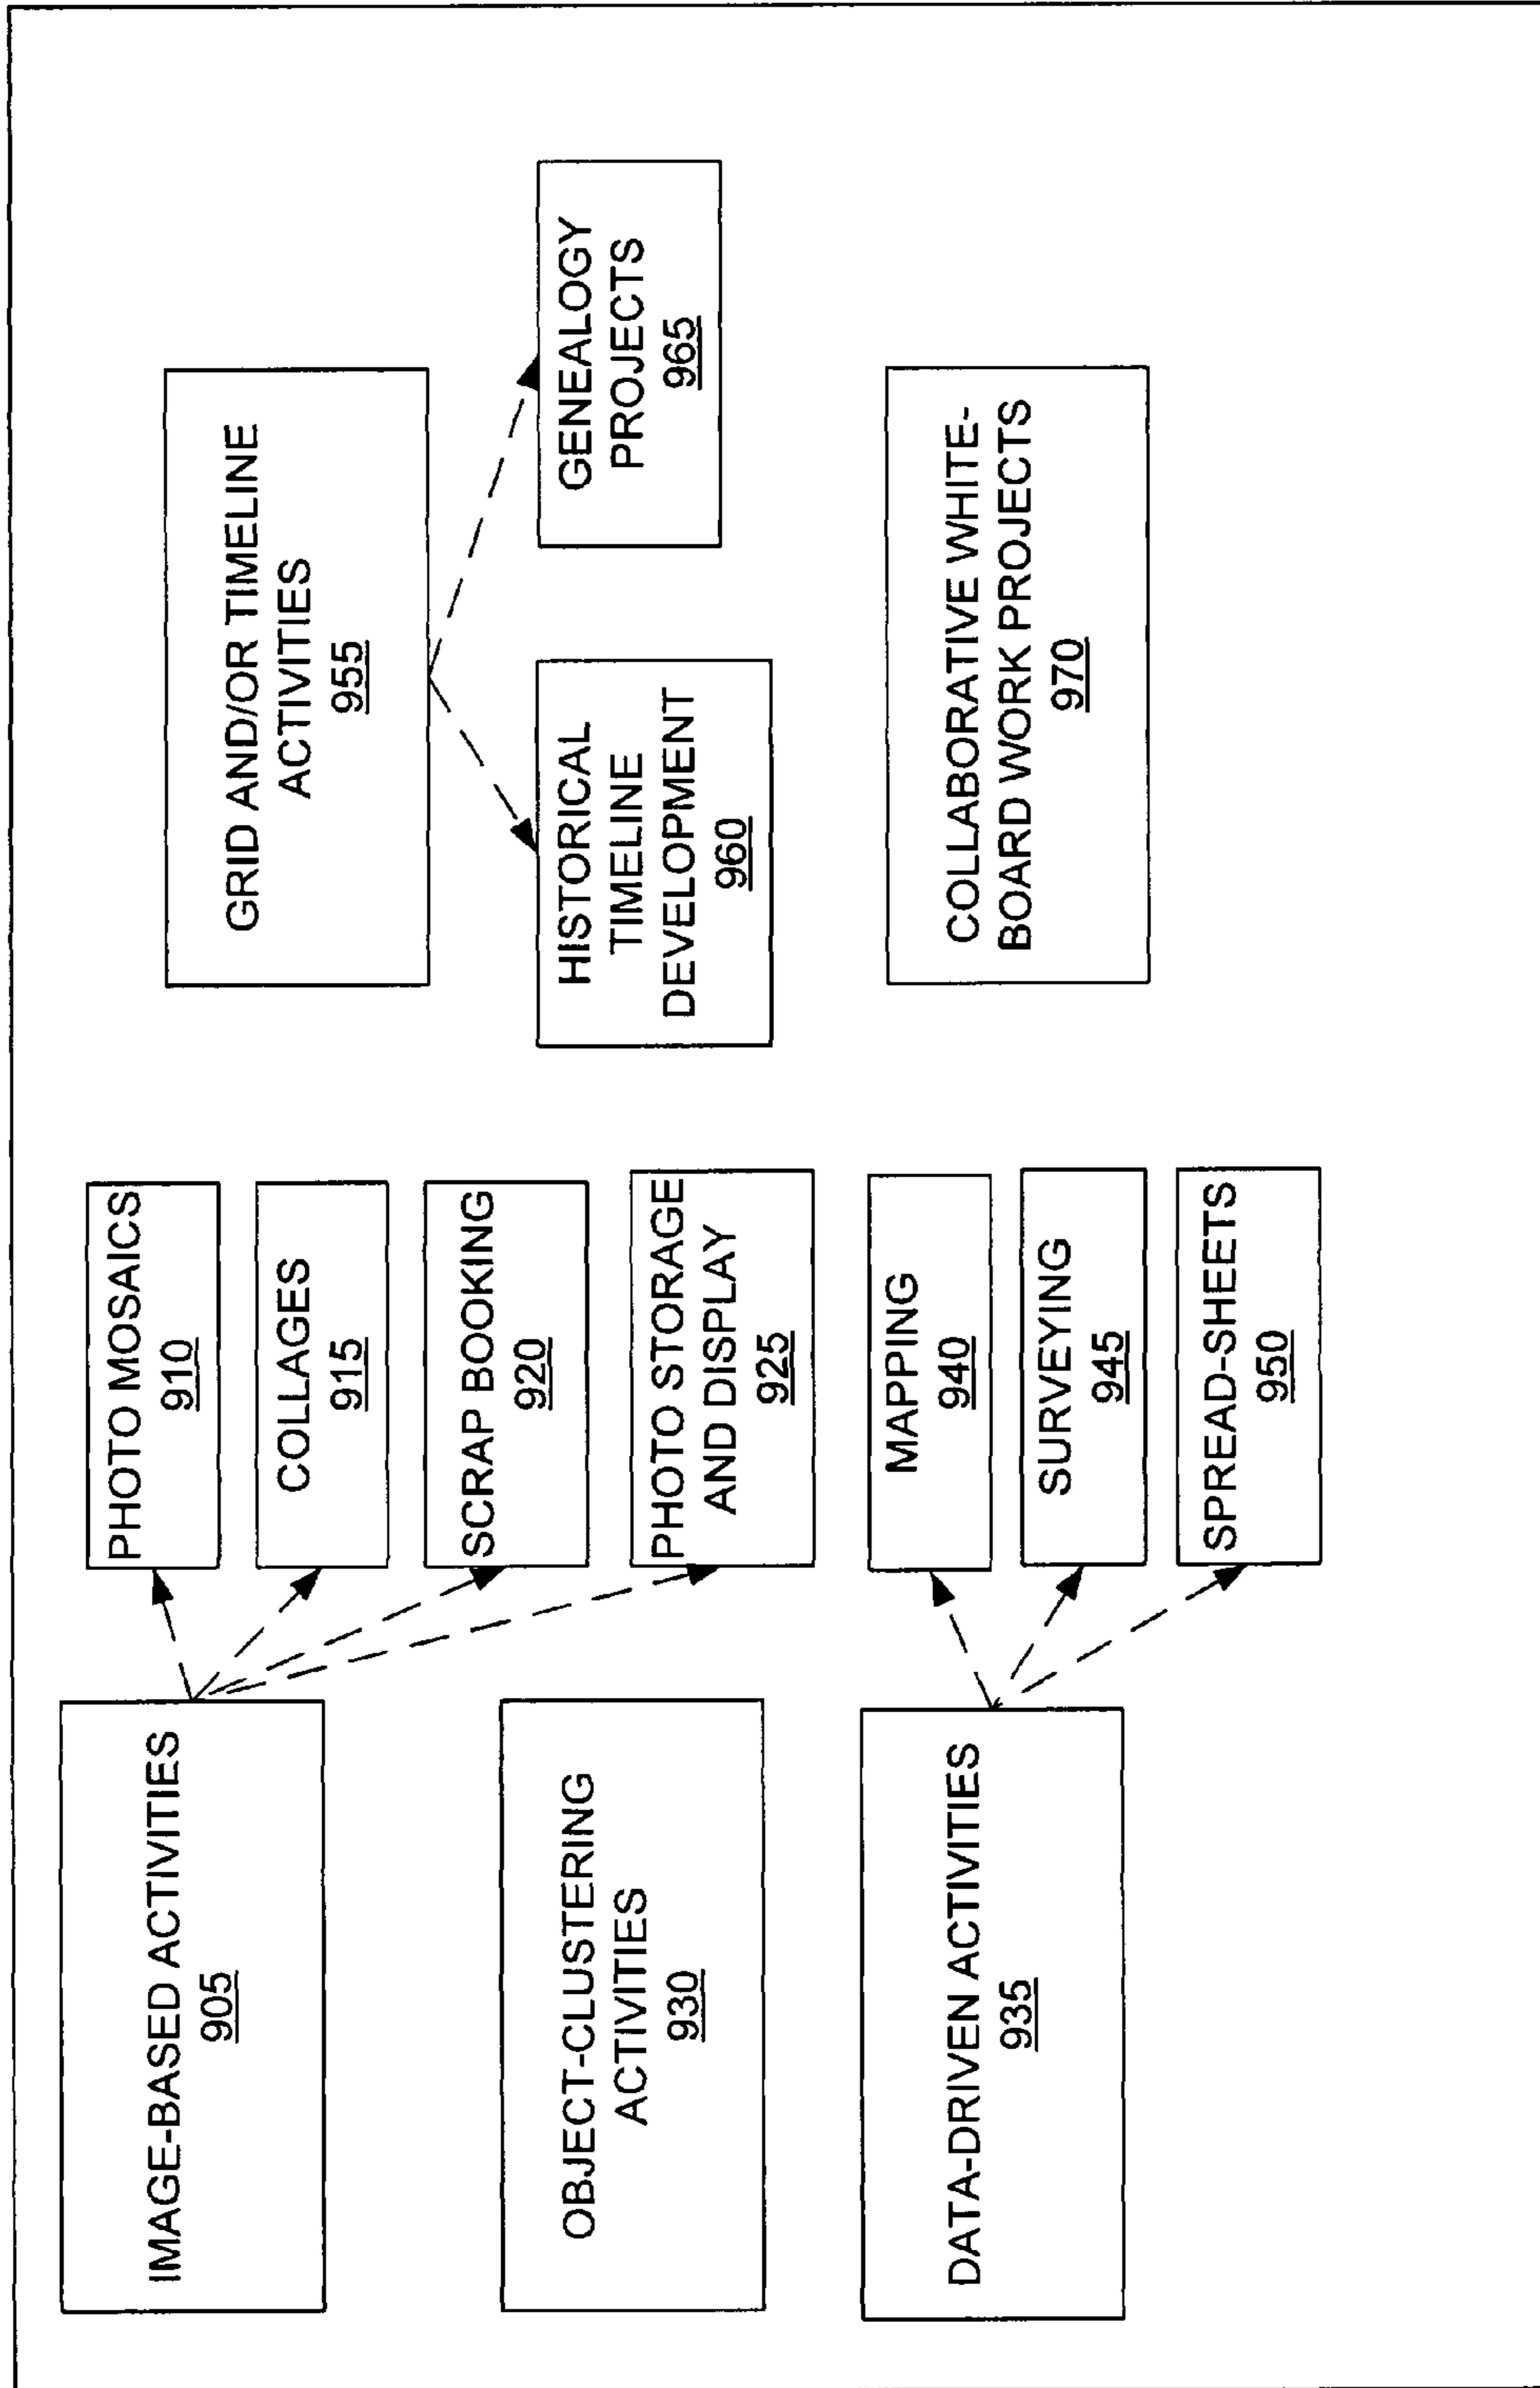 IMAGE-BASED ACTIVITIES
905
PHOTO MOSAICS
910
COLLAGES
915
SCRAP BOOKING
920
PHOTO STORAGE
AND DISPLAY
925
OBJECT-CLUSTERING
ACTIVITIES
930
DATA-DRIVEN ACTIVITIES
935
MAPPING
940
SURVEYING
945
SPREAD-SHEETS
950
GRID AND/OR TIMELINE
ACTIVITIES
955
HISTORICAL
TIMELINE
DEVELOPMENT
960
GENEALOGY
PROJECTS
965
COLLABORATIVE WHITE-
BOARD WORK PROJECTS
970